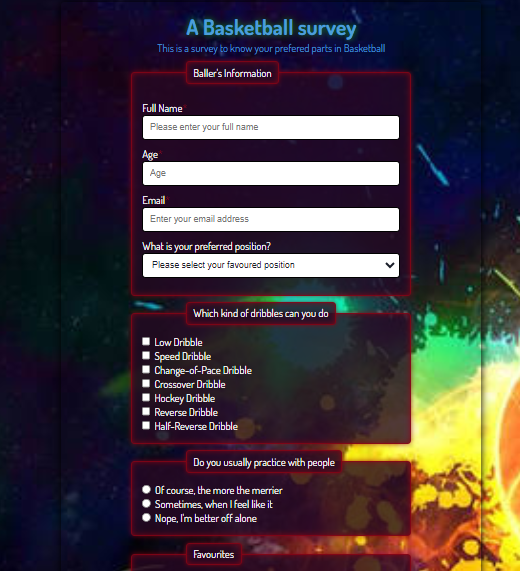 A Basketball survey
This is a survey to know your prefered parts in Basketball
Baller's Information
Full Name *
Please enter your full name
Age
Age
Email
Enter your email address
What is your preferred position?
Please select your favoured position
Which kind of dribbles can you do
Low Dribble
Speed Dribble
Change-of-Pace Dribble
Crossover Dribble
Hockey Dribble
Reverse Dribble
Half-Reverse Dribble
Do you usually practice with people
Of course, the more the merrier
Sometimes, when I feel like it
Nope, I'm better off alone
Favourites